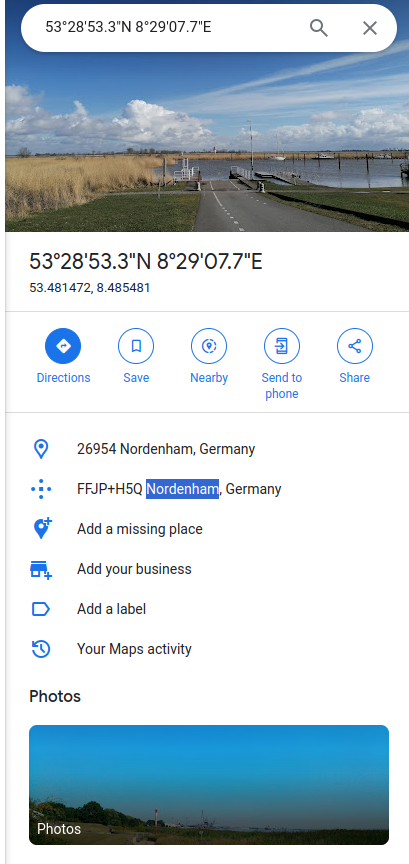 53°28'53.3"N 8°29'07.7"E
53°28'53.3"N 8°29'07.7"E
53.481472, 8.485481
Directions
Save
Nearby
Send to
phone
Share
26954 Nordenham, Germany
FFJP+H5Q Nordenham, Germany
Add a missing place
Add your business
Add a label
Your Maps activity
Photos
Photos